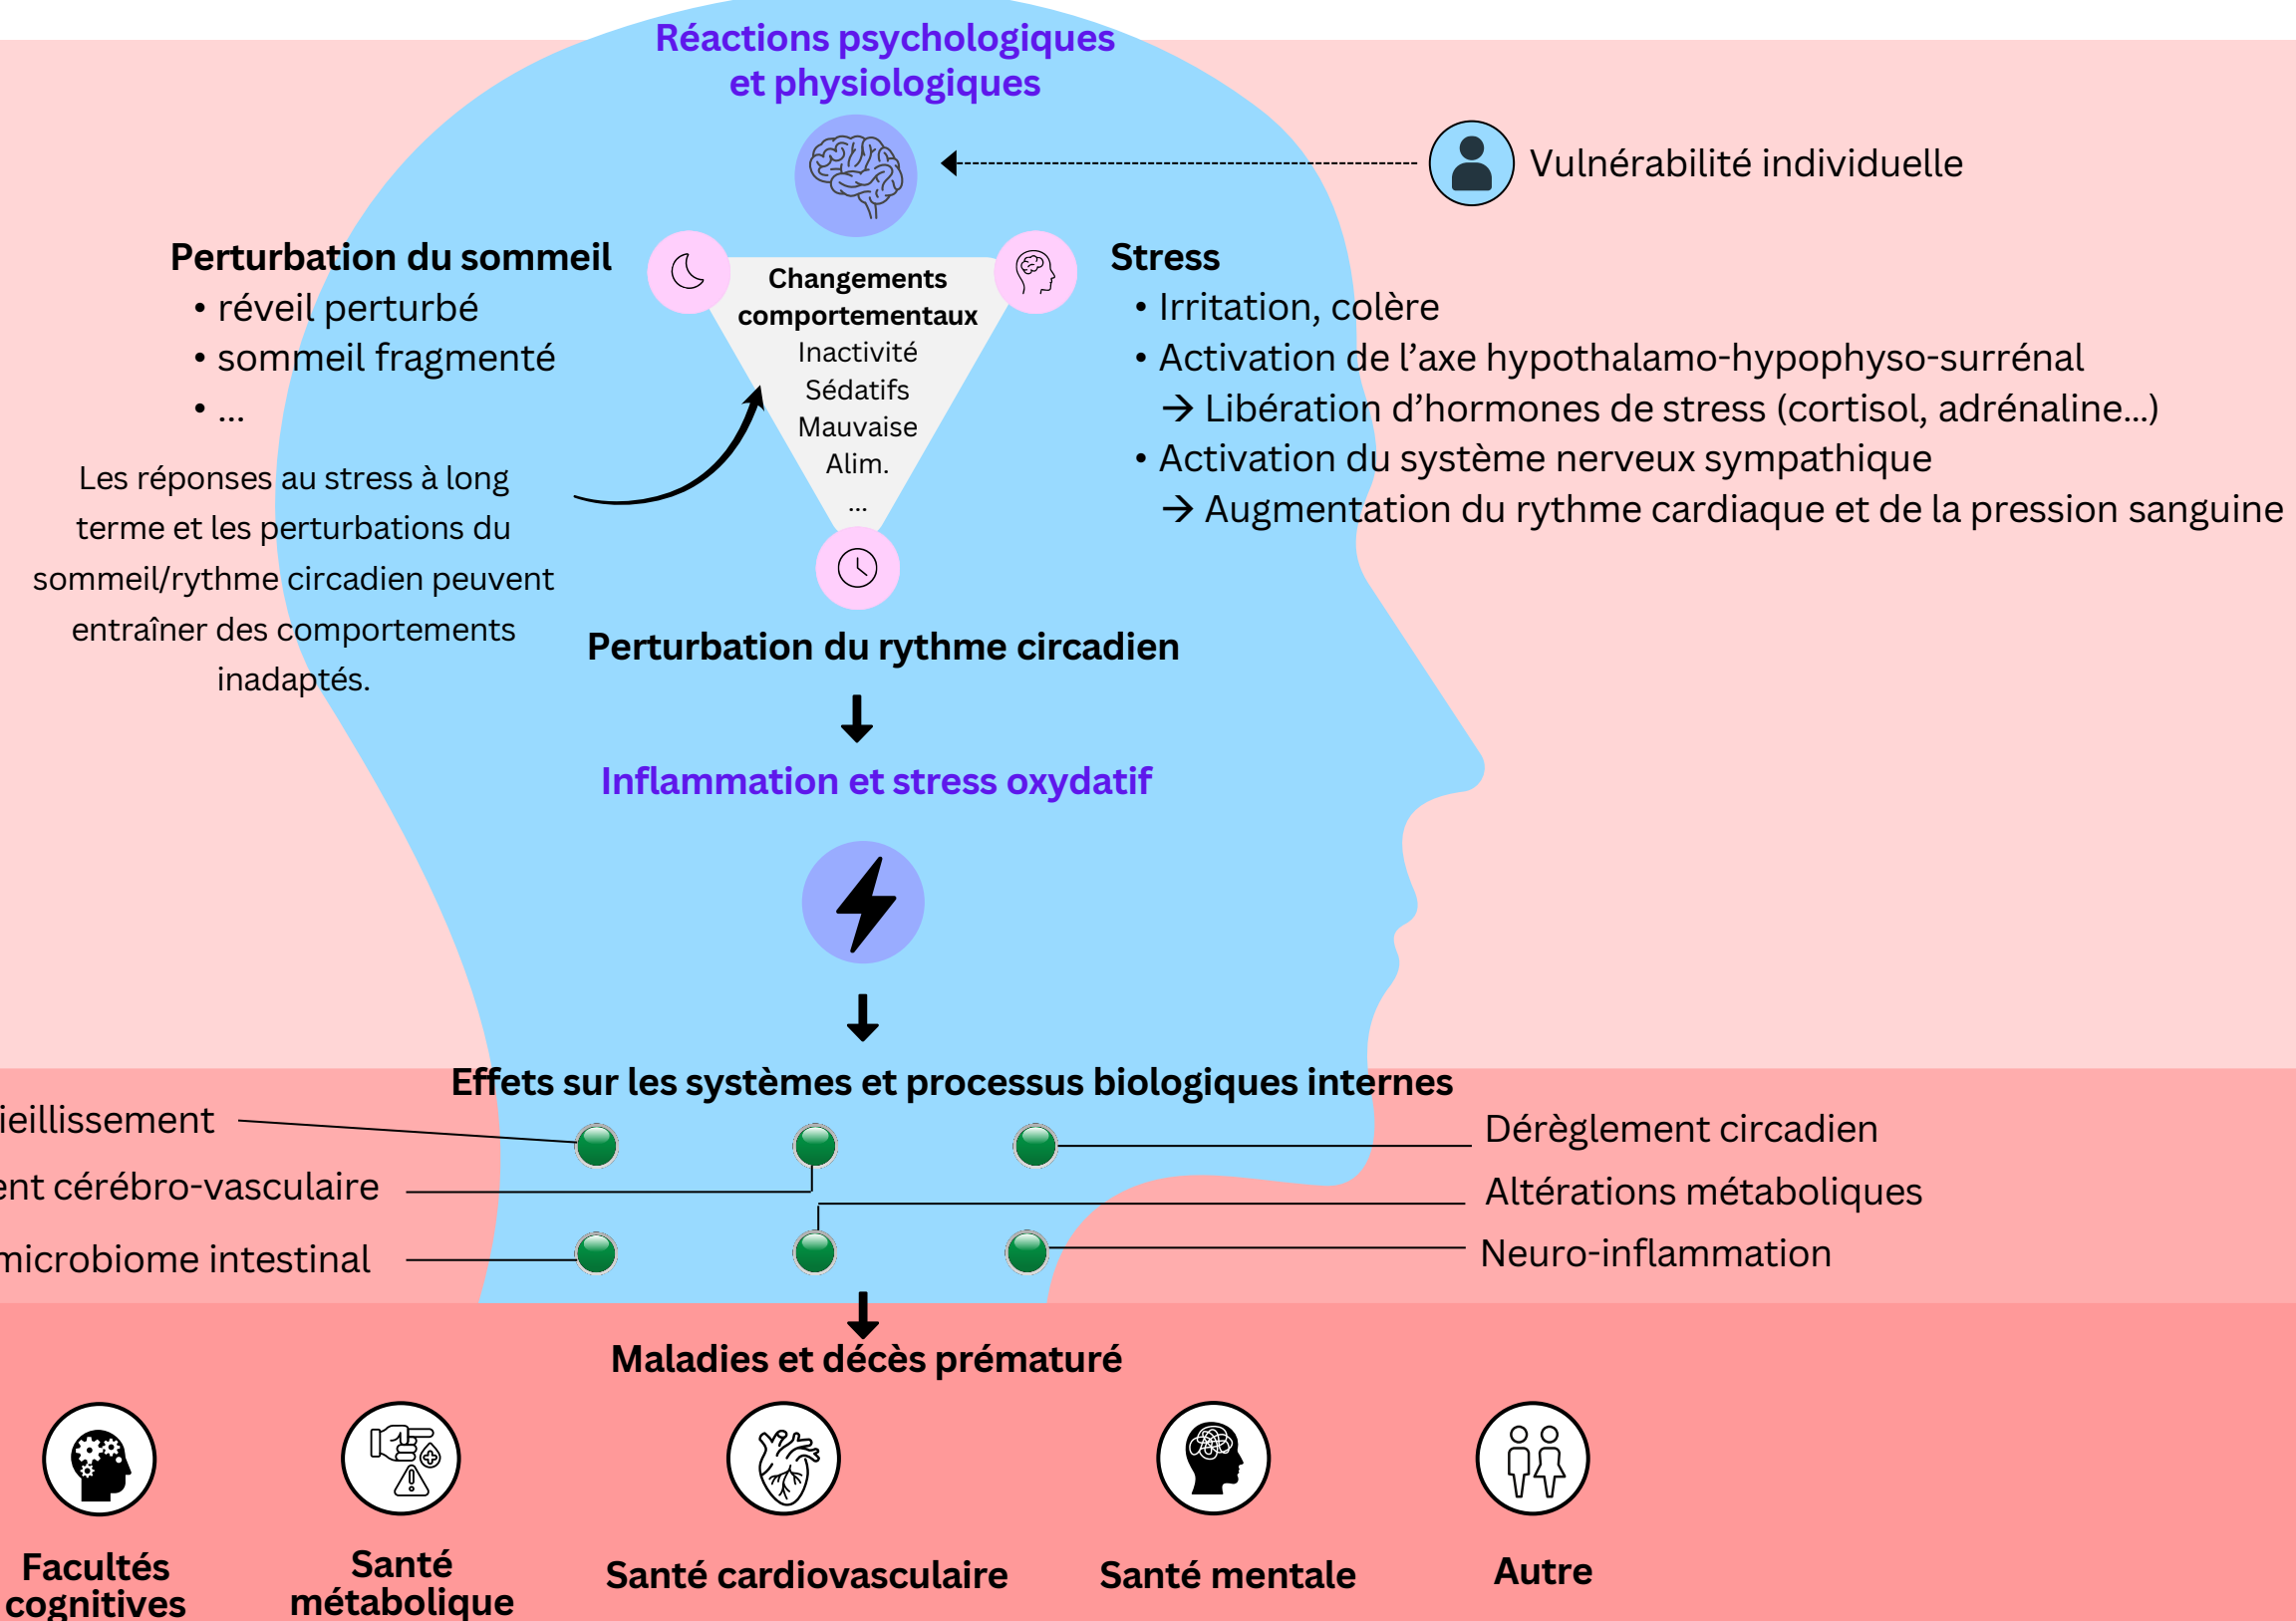 Réactions psychologiques
et physiologiques
Vulnérabilité individuelle
Perturbation du sommeil
• réveil perturbé
• sommeil fragmenté
• ...
Changements
comportementaux
Inactivité
Sédatifs
Mauvaise
Alim.
...
Stress
• Irritation, colère
• Activation de l'axe hypothalamo-hypophyso-surrénal
→ Libération d'hormones de stress (cortisol, adrénaline...)
• Activation du système nerveux sympathique
→ Augmentation du rythme cardiaque et de la pression sanguine
Les réponses au stress à long
terme et les perturbations du
sommeil/rythme circadien peuvent
entraîner des comportements
inadaptés.
Perturbation du rythme circadien
Inflammation et stress oxydatif
Effets sur les systèmes et processus biologiques internes
ieillissement
ent cérébro-vasculaire
microbiome intestinal
Dérèglement circadien
Altérations métaboliques
Neuro-inflammation
Maladies et décès prématuré
Facultés
cognitives
Santé
métabolique
Santé cardiovasculaire
Santé mentale
Autre